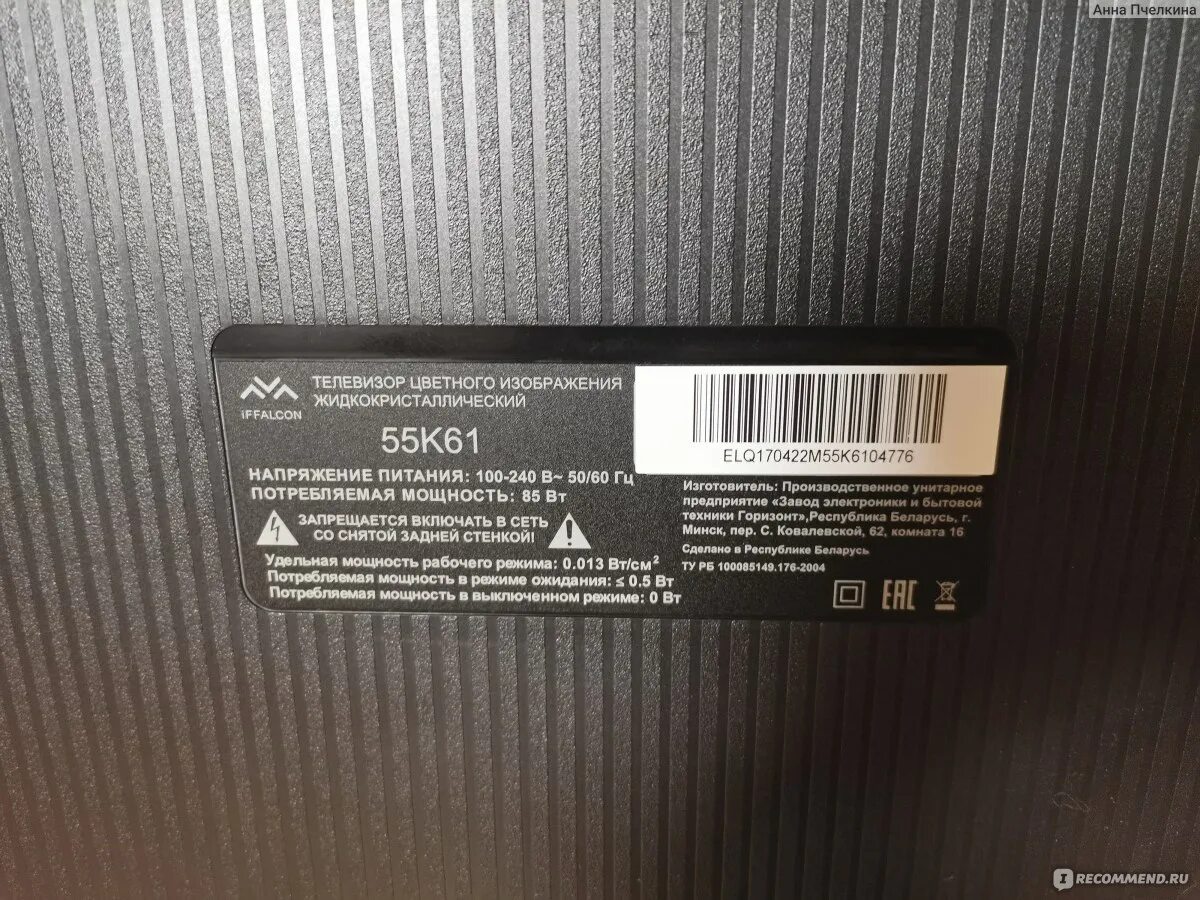 Анна Пчелкина
iFFALCON
ТЕЛЕВИЗОР ЦВЕТНОГО ИЗОБРАЖЕНИЯ
ЖИДКОКРИСТАЛЛИЧЕСКИЙ
55K61
НАПРЯЖЕНИЕ ПИТАНИЯ: 100-240 В~ 50/60 Гц
ПОТРЕБЛЯЕМАЯ МОЩНОСТЬ: 85 Вт
ЗАПРЕЩАЕТСЯ ВКЛЮЧАТЬ В СЕТЬ
СО СНЯТОЙ ЗАДНЕЙ СТЕНКОЙ!
Удельная мощность рабочего режима: 0.013 Вт/см²
Потребляемая мощность в режиме ожидания: ≤ 0.5 Вт
Потребляемая мощность в выключенном режиме: 0 Вт
ELQ170422M55K6104776
Изготовитель: Производственное унитарное
предприятие «Завод электроники и бытовой
техники Горизонт»,Республика Беларусь, г.
Минск, пер. С. Ковалевской, 62, комната 16
Сделано в Республике Беларусь
ТУ РБ 100085149.176-2004
EAC
IRECOMMEND.RU